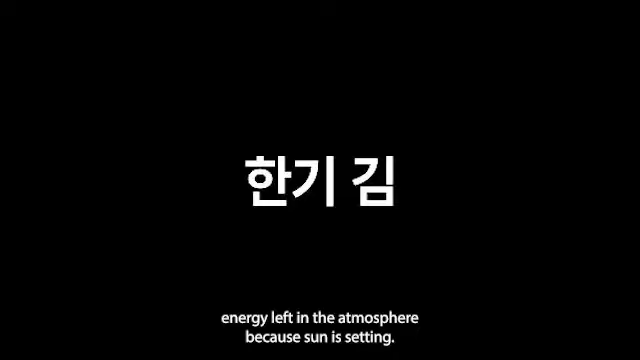 한기 김
energy left in the atmosphere
because sun is setting.